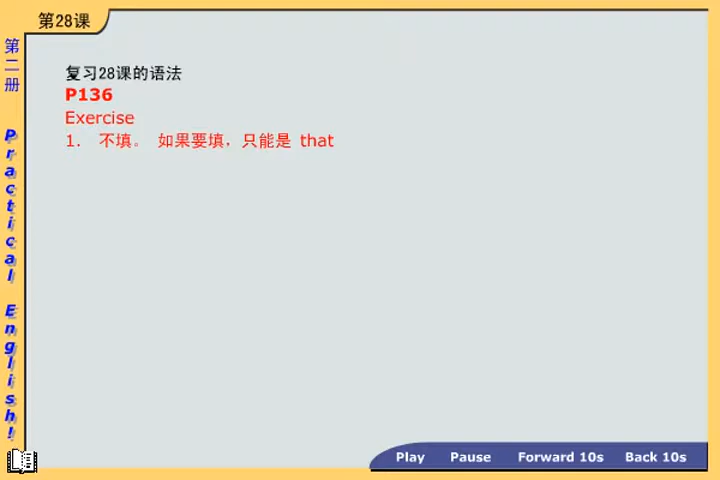 第28课
第二册
Practical English!
复习28课的语法
P136
Exercise
1. 不填。 如果要填，只能是 that
Play Pause Forward 10s Back 10s